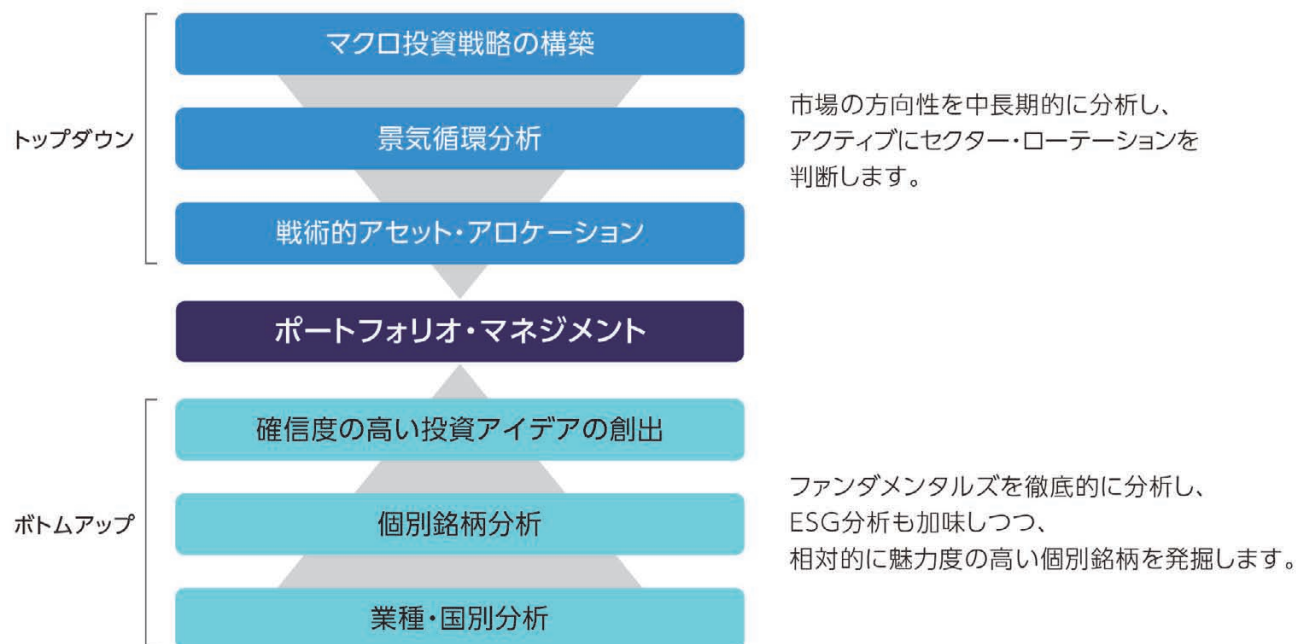 トップダウン
マクロ投資戦略の構築
景気循環分析
戦術的アセット・アロケーション
市場の方向性を中長期的に分析し、
アクティブにセクター・ローテーションを
判断します。
ポートフォリオ・マネジメント
ボトムアップ
確信度の高い投資アイデアの創出
個別銘柄分析
業種・国別分析
ファンダメンタルズを徹底的に分析し、
ESG分析も加味しつつ、
相対的に魅力度の高い個別銘柄を発掘します。